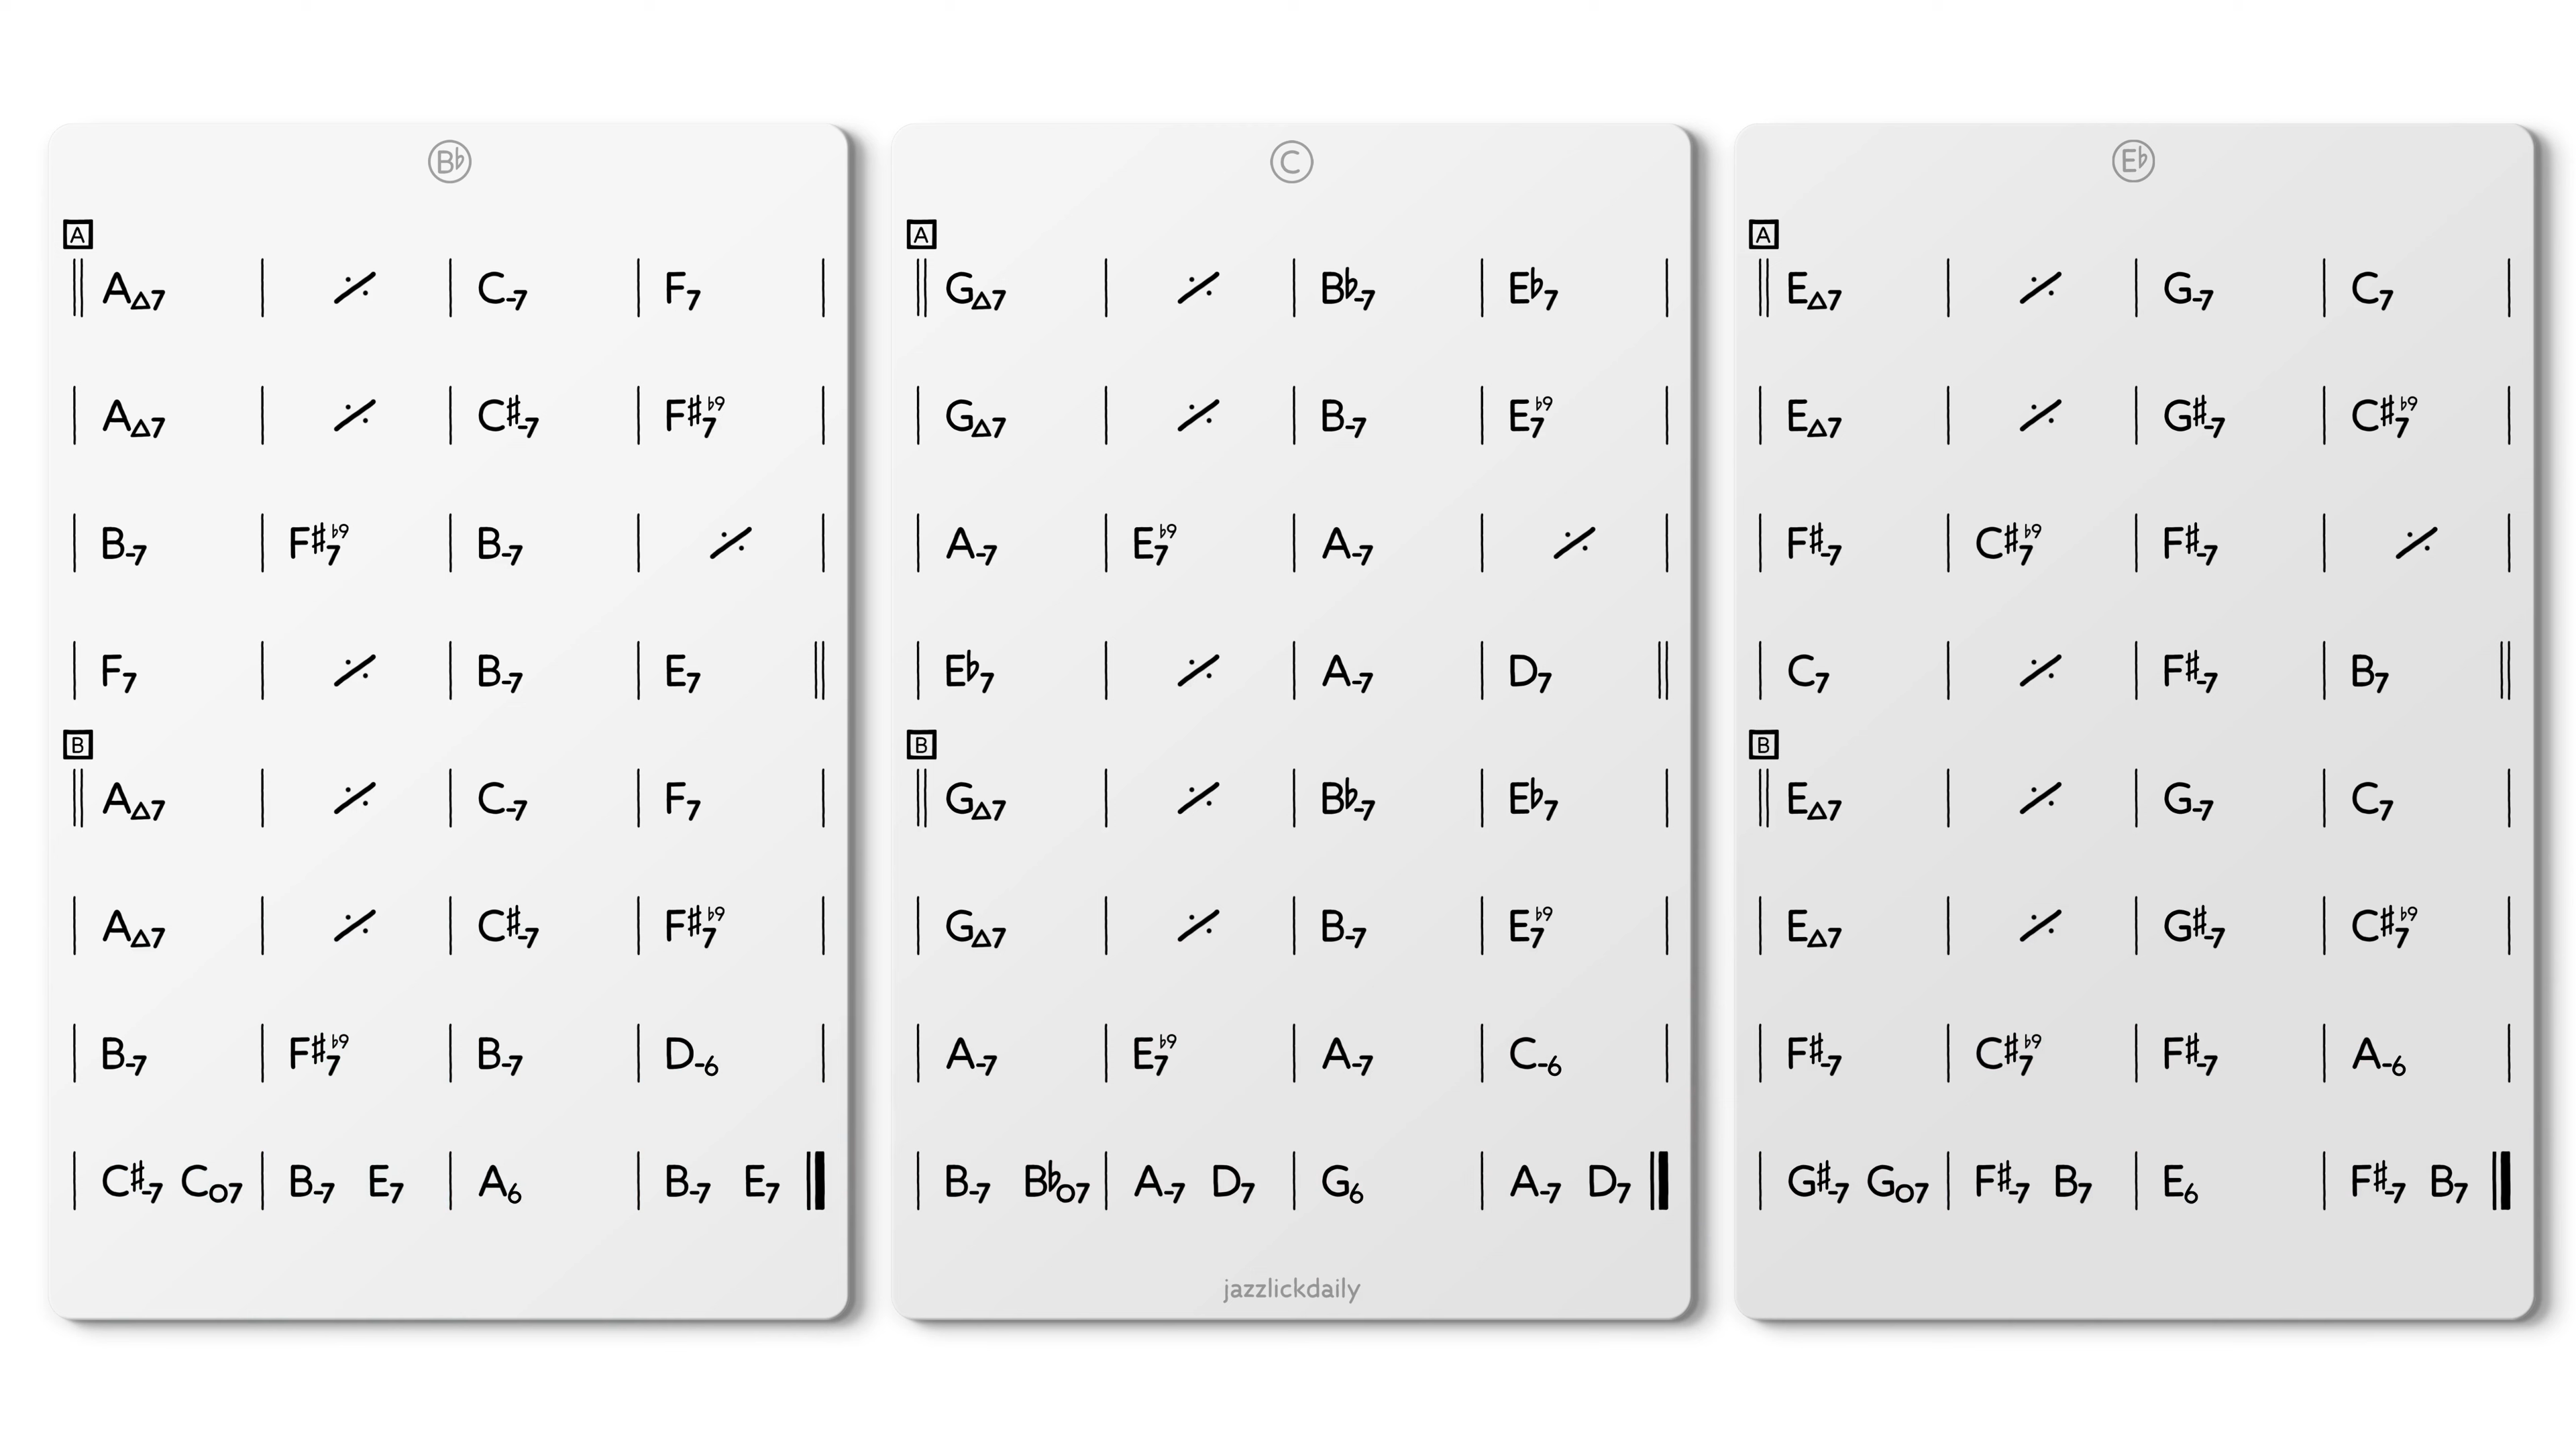 B♭
A
A△7 | ٪ | C-7 | F7
A△7 | ٪ | C#-7 | F#7♭9
B-7 | F#7♭9 | B-7 | ٪
F7 | ٪ | B-7 | E7
B
A△7 | ٪ | C-7 | F7
A△7 | ٪ | C#-7 | F#7♭9
B-7 | F#7♭9 | B-7 | D-6
C#-7 Co7 | B-7 E7 | A6 | B-7 E7
C
A
G△7 | ٪ | B♭-7 | E♭7
G△7 | ٪ | B-7 | E7♭9
A-7 | E7♭9 | A-7 | ٪
E♭7 | ٪ | A-7 | D7
B
G△7 | ٪ | B♭-7 | E♭7
G△7 | ٪ | B-7 | E7♭9
A-7 | E7♭9 | A-7 | C-6
B-7 B♭o7 | A-7 D7 | G6 | A-7 D7
jazzlickdaily
E♭
A
E△7 | ٪ | G-7 | C7
E△7 | ٪ | G#-7 | C#7♭9
F#-7 | C#7♭9 | F#-7 | ٪
C7 | ٪ | F#-7 | B7
B
E△7 | ٪ | G-7 | C7
E△7 | ٪ | G#-7 | C#7♭9
F#-7 | C#7♭9 | F#-7 | A-6
G#-7 Go7 | F#-7 B7 | E6 | F#-7 B7